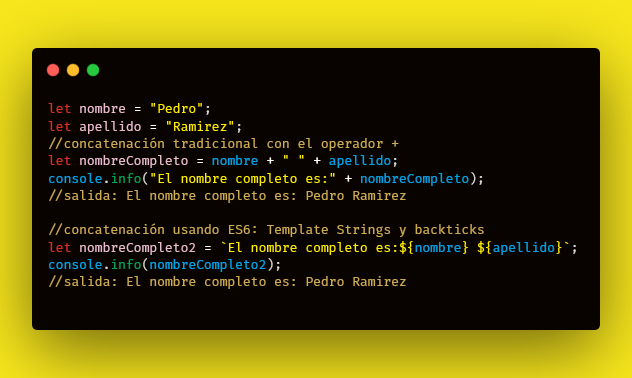 let nombre = "Pedro";
let apellido = "Ramirez";
//concatenación tradicional con el operador +
let nombreCompleto = nombre + " " + apellido;
console.info("El nombre completo es:" + nombreCompleto);
//salida: El nombre completo es: Pedro Ramirez

//concatenación usando ES6: Template Strings y backticks
let nombreCompleto2 = `El nombre completo es:${nombre} ${apellido}`;
console.info(nombreCompleto2);
//salida: El nombre completo es: Pedro Ramirez